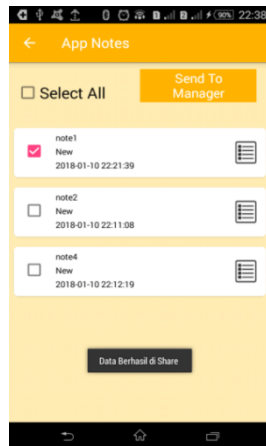 90% 22:38
App Notes
Select All
Send To
Manager
note1
New
2018-01-10 22:21:39
note2
New
2018-01-10 22:11:08
note4
New
2018-01-10 22:12:19
Data Berhasil di Share